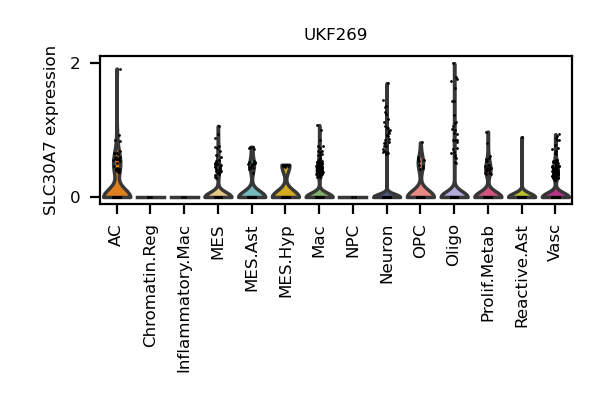 UKF269
SLC30A7 expression
2
0
AC
Chromatin.Reg
Inflammatory.Mac
MES
MES.Ast
MES.Hyp
Mac
NPC
Neuron
OPC
Oligo
Prolif.Metab
Reactive.Ast
Vasc